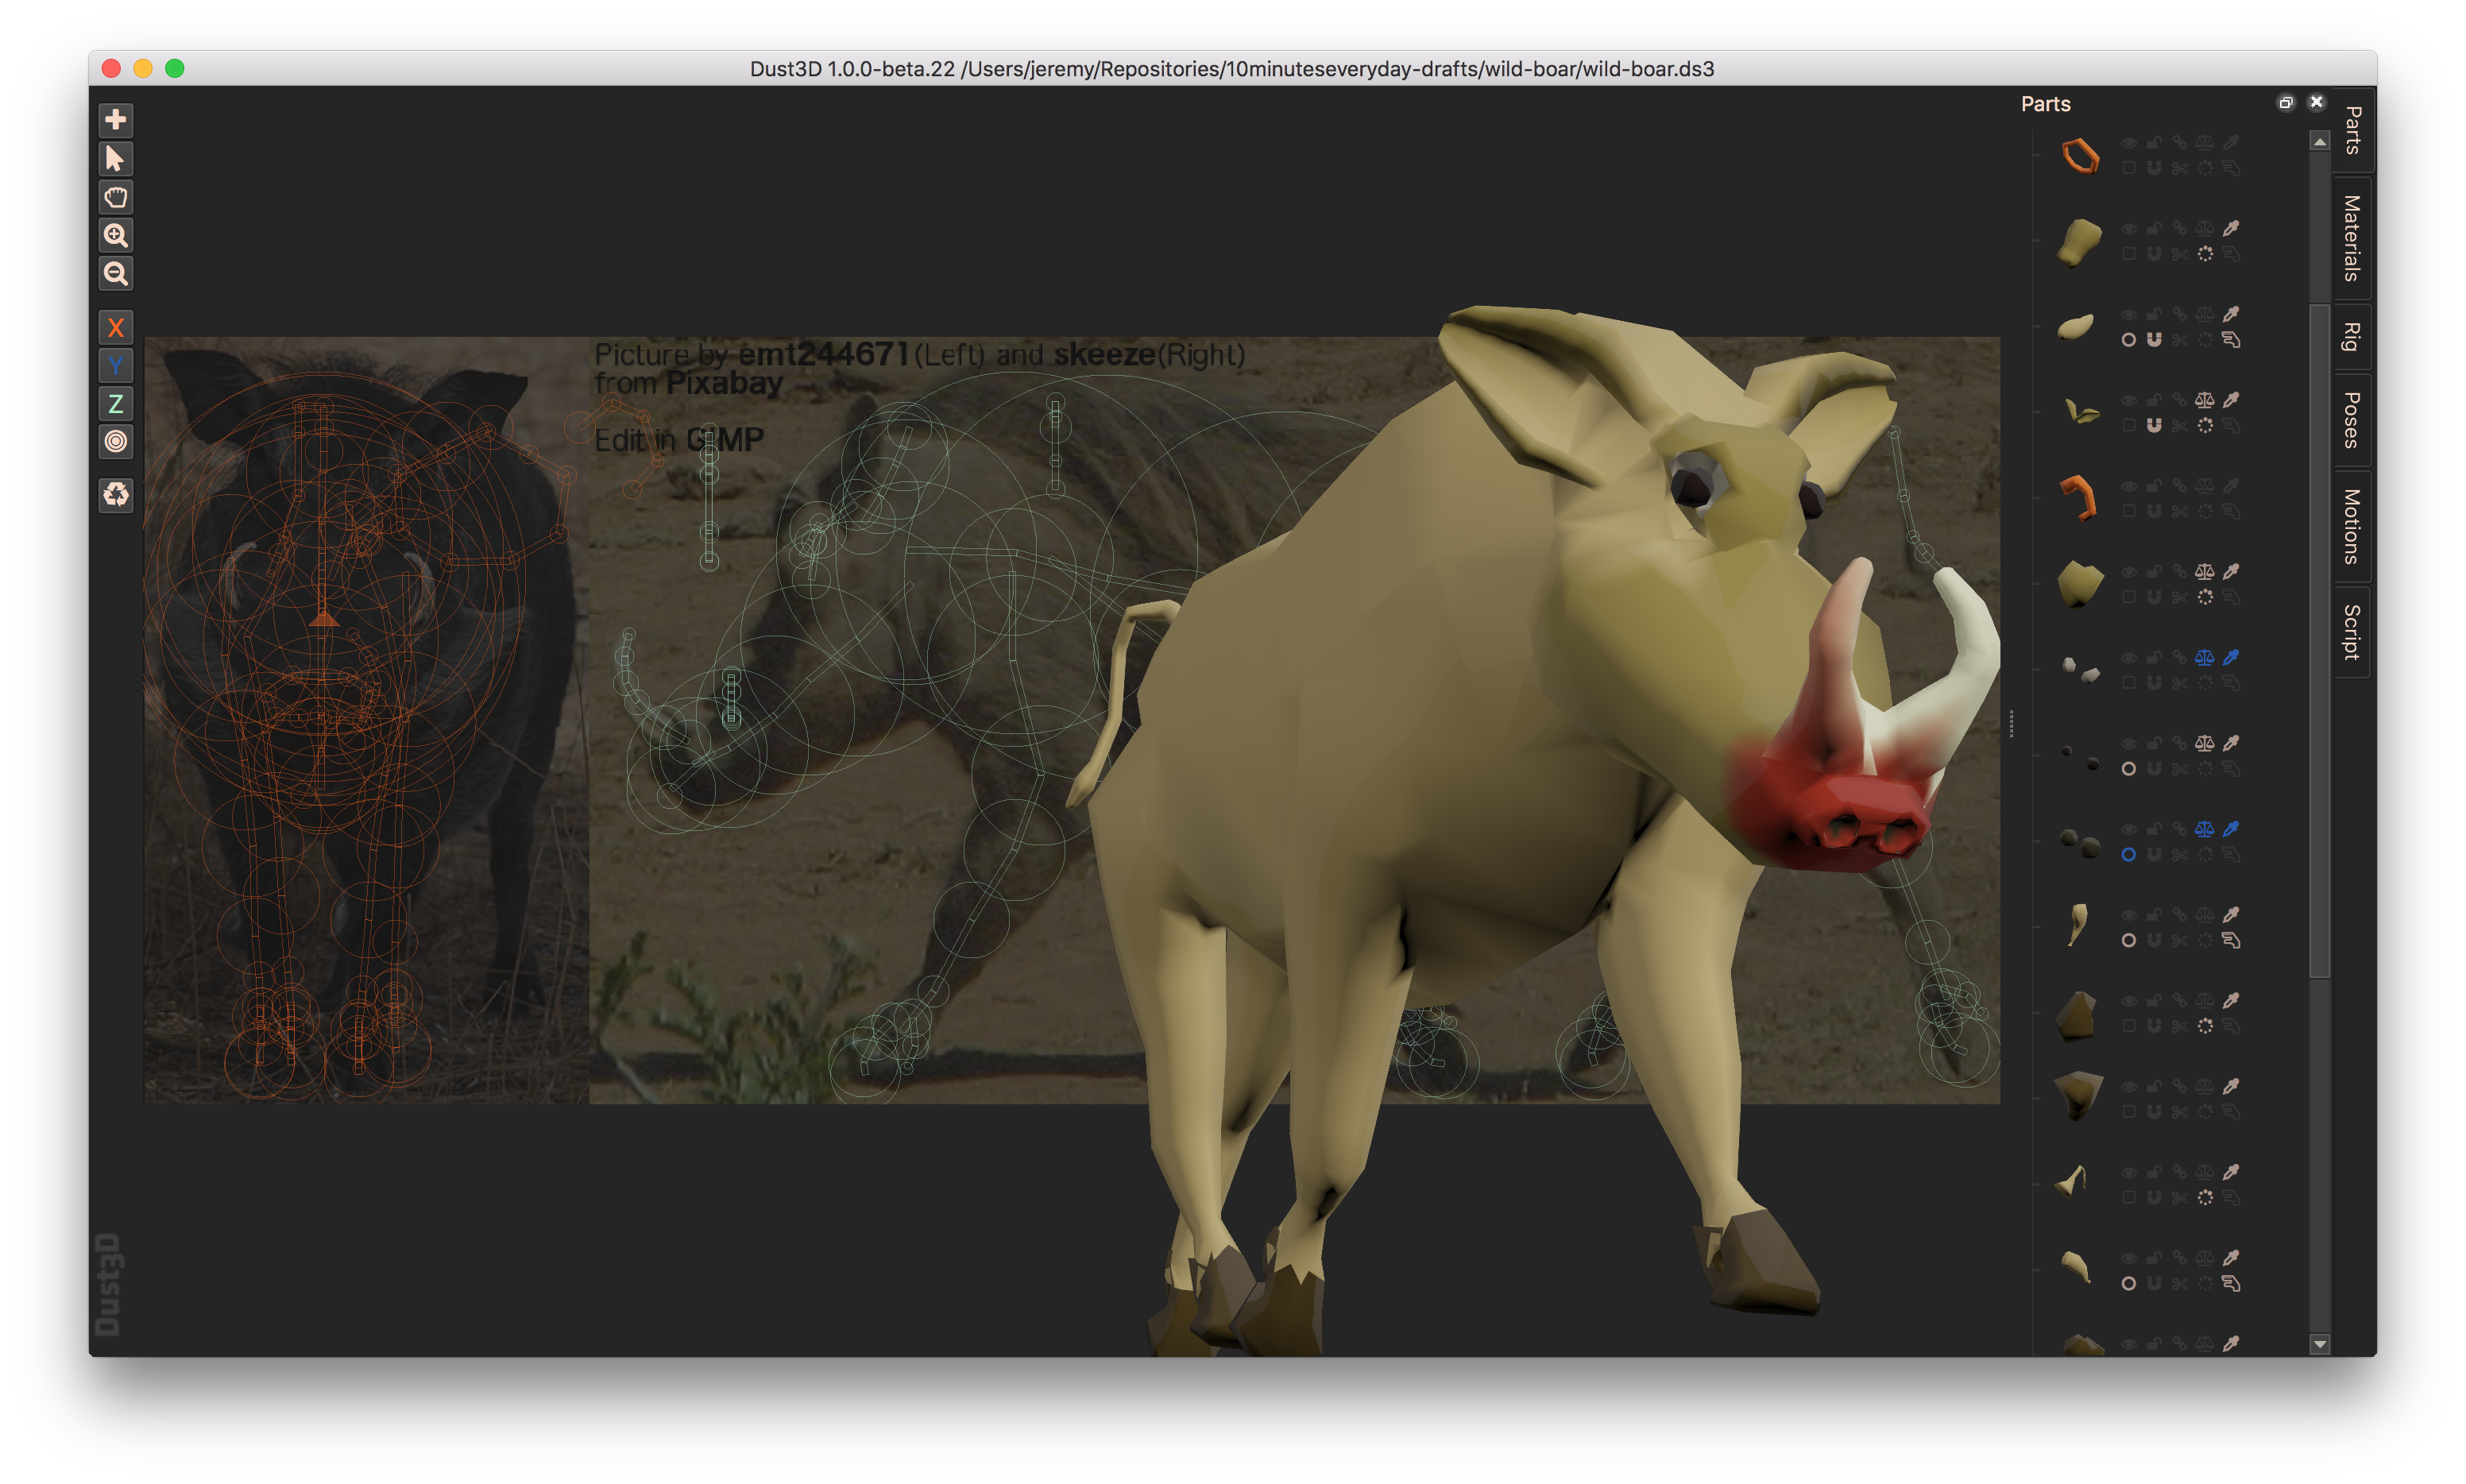 Dust3D 1.0.0-beta.22 /Users/jeremy/Repositories/10minuteseveryday-drafts/wild-boar/wild-boar.ds3
Parts
X
Y
Z
Picture by emt244671(Left) and skeeze(Right)
from Pixabay
Edit in GIMP
Parts
Materials
Rig
Poses
Motions
Script
Dust3D